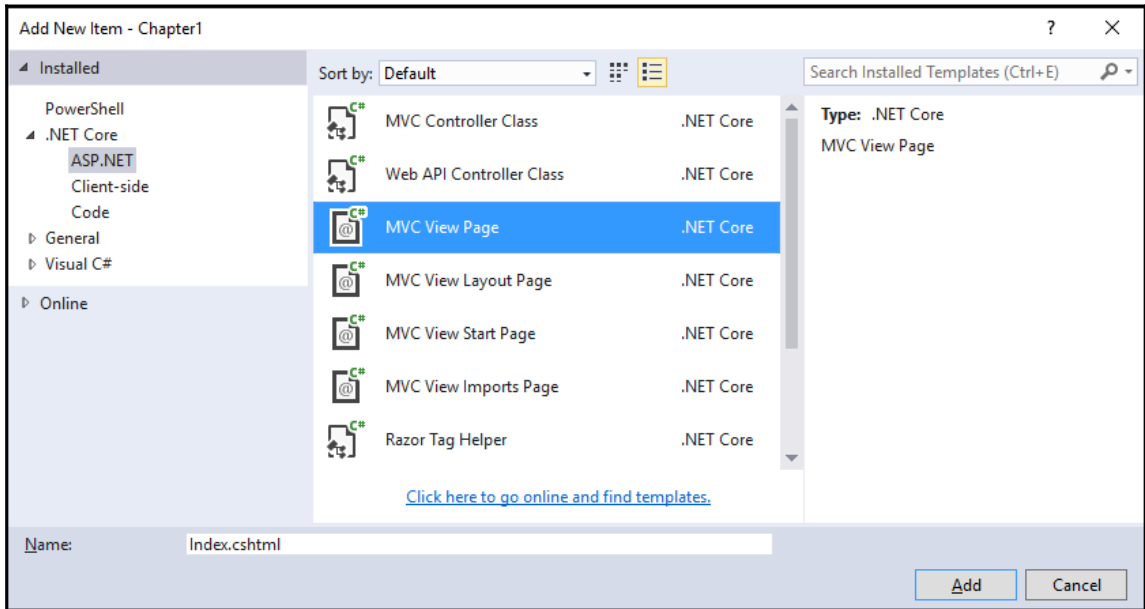 Add New Item - Chapter1
?
Installed
Sort by: Default
Search Installed Templates (Ctrl+E)
PowerShell
.NET Core
ASP.NET
Client-side
Code
General
Visual C#
Online
C# MVC Controller Class .NET Core
C# Web API Controller Class .NET Core
C# @ MVC View Page .NET Core
C# @ MVC View Layout Page .NET Core
C# @ MVC View Start Page .NET Core
C# @ MVC View Imports Page .NET Core
C# Razor Tag Helper .NET Core
Click here to go online and find templates.
Type: .NET Core
MVC View Page
Name: Index.cshtml
Add Cancel